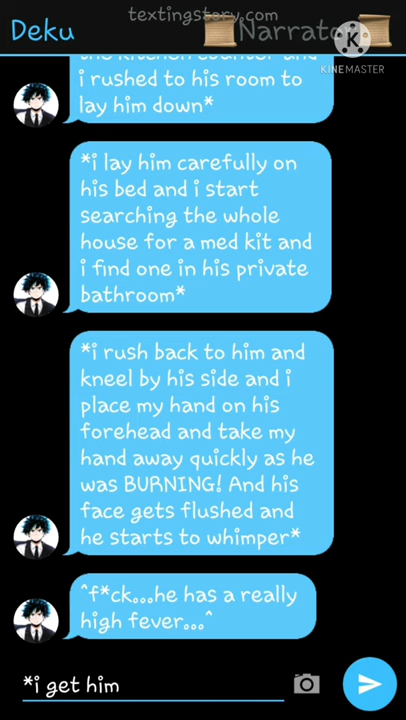 textingstory.com
Deku
Narrator
K
KINEMASTER
the kitchen counter and
i rushed to his room to
lay him down*
*i lay him carefully on
his bed and i start
searching the whole
house for a med kit and
i find one in his private
bathroom*
*i rush back to him and
kneel by his side and i
place my hand on his
forehead and take my
hand away quickly as he
was BURNING! And his
face gets flushed and
he starts to whimper*
^f*ck...he has a really
high fever...^
*i get him